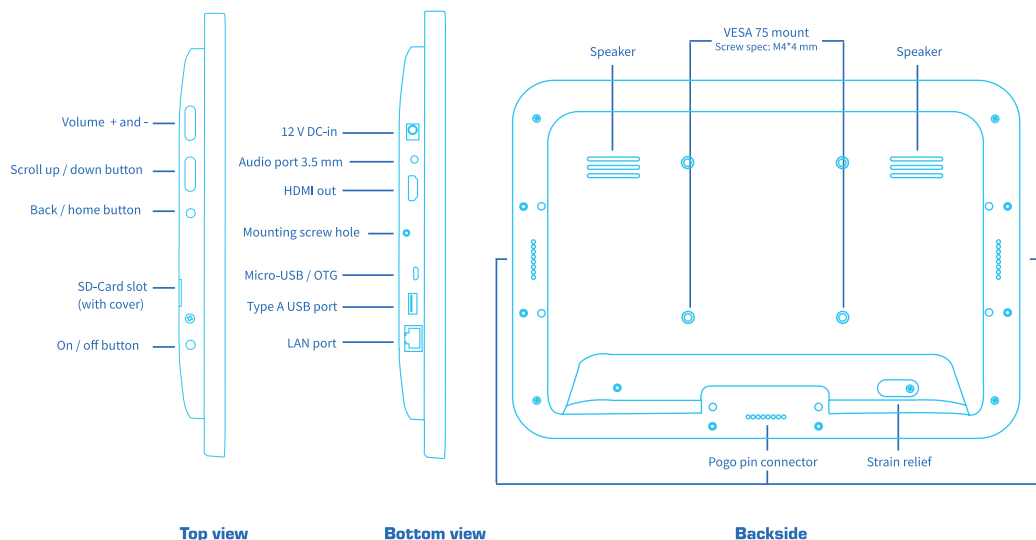 Volume + and -
Scroll up / down button
Back / home button
SD-Card slot
(with cover)
On / off button
Top view
12 V DC-in
Audio port 3.5 mm
HDMI out
Mounting screw hole
Micro-USB / OTG
Type A USB port
LAN port
Bottom view
VESA 75 mount
Screw spec: M4*4 mm
Speaker
Speaker
Pogo pin connector
Strain relief
Backside